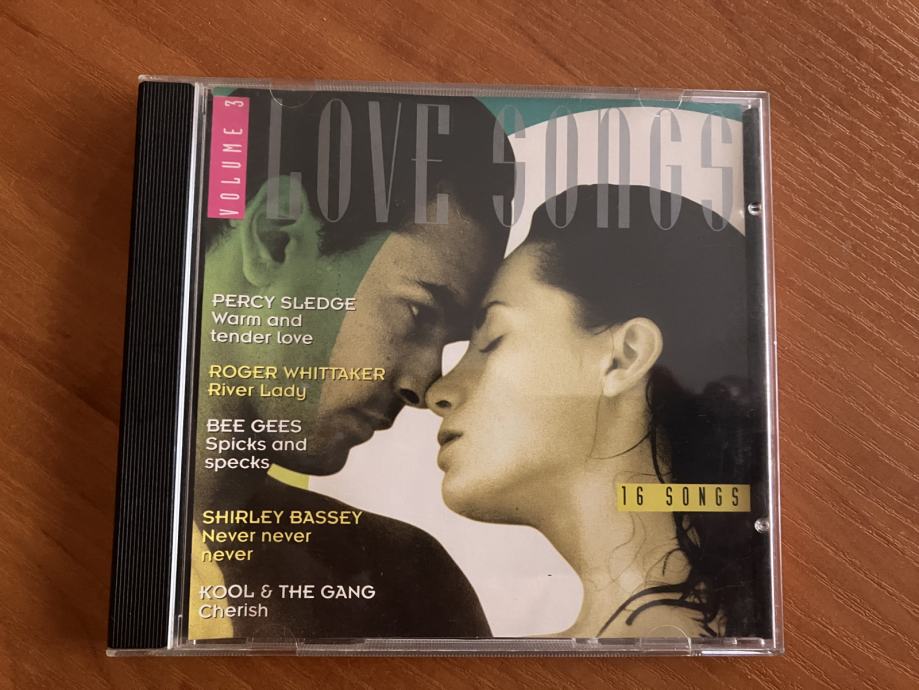 VOLUME 3
LOVE SONGS
PERCY SLEDGE
Warm and
tender love
ROGER WHITTAKER
River Lady
BEE GEES
Spicks and
specks
16 SONGS
SHIRLEY BASSEY
Never never
never
KOOL & THE GANG
Cherish